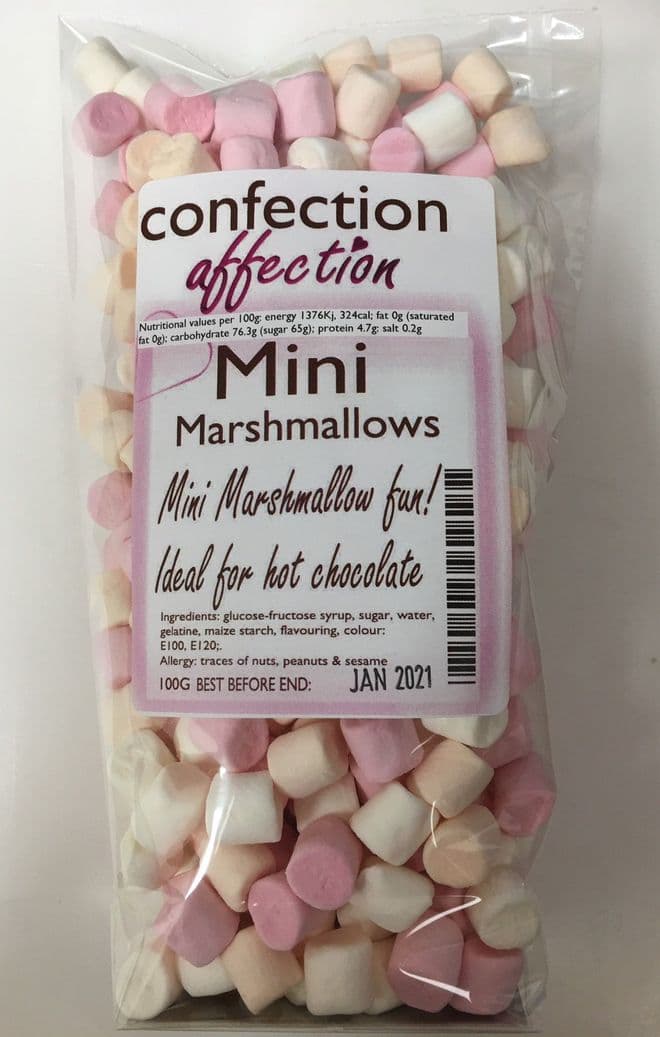 confection
affection
Nutritional values per 100g: energy 1376Kj, 324cal; fat 0g (saturated
fat 0g); carbohydrate 76.3g (sugar 65g); protein 4.7g; salt 0.2g
Mini
Marshmallows
Mini Marshmallow fun!
Ideal for hot chocolate
Ingredients: glucose-fructose syrup, sugar, water,
gelatine, maize starch, flavouring, colour:
E100, E120;.
Allergy: traces of nuts, peanuts & sesame
100G BEST BEFORE END: JAN 2021